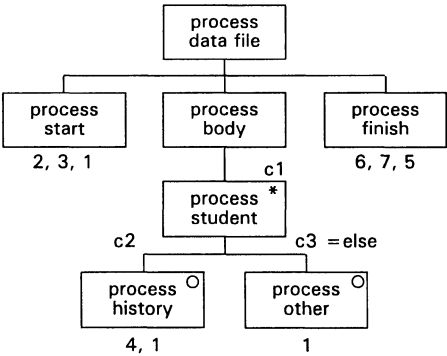 process
data file
process
start
process
body
process
finish
2, 3, 1
6, 7, 5
c1
process *
student
c2
c3 = else
process
history
process
other
4, 1
1